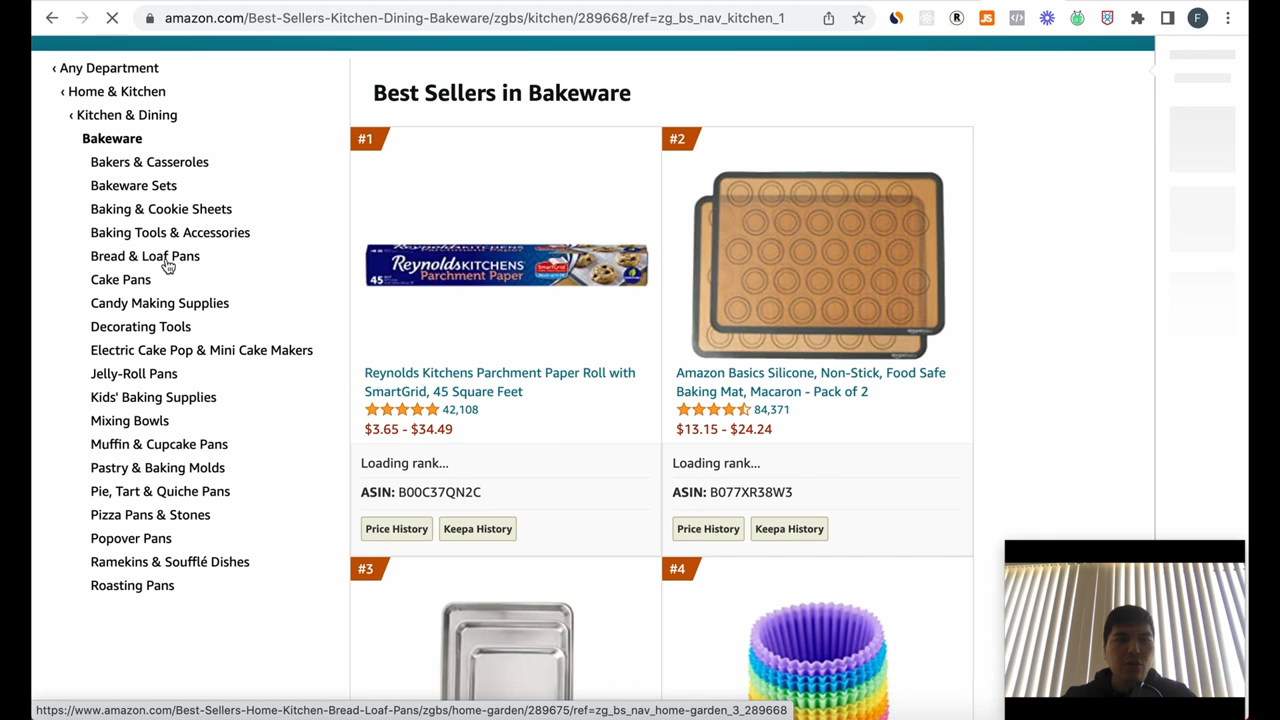 amazon.com/Best-Sellers-Kitchen-Dining-Bakeware/zgbs/kitchen/289668/ref=zg_bs_nav_kitchen_1
R
JS
F
‹ Any Department
‹ Home & Kitchen
‹ Kitchen & Dining
Bakeware
Bakers & Casseroles
Bakeware Sets
Baking & Cookie Sheets
Baking Tools & Accessories
Bread & Loaf Pans
Cake Pans
Candy Making Supplies
Decorating Tools
Electric Cake Pop & Mini Cake Makers
Jelly-Roll Pans
Kids' Baking Supplies
Mixing Bowls
Muffin & Cupcake Pans
Pastry & Baking Molds
Pie, Tart & Quiche Pans
Pizza Pans & Stones
Popover Pans
Ramekins & Soufflé Dishes
Roasting Pans
Best Sellers in Bakeware
#1
Reynolds KITCHENS
Parchment Paper
45
Reynolds Kitchens Parchment Paper Roll with
SmartGrid, 45 Square Feet
42,108
$3.65 - $34.49
Loading rank...
ASIN: B00C37QN2C
Price History
Keepa History
#2
Amazon Basics Silicone, Non-Stick, Food Safe
Baking Mat, Macaron - Pack of 2
84,371
$13.15 - $24.24
Loading rank...
ASIN: B077XR38W3
Price History
Keepa History
#3
#4
https://www.amazon.com/Best-Sellers-Home-Kitchen-Bread-Loaf-Pans/zgbs/home-garden/289675/ref=zg_bs_nav_home-garden_3_289668